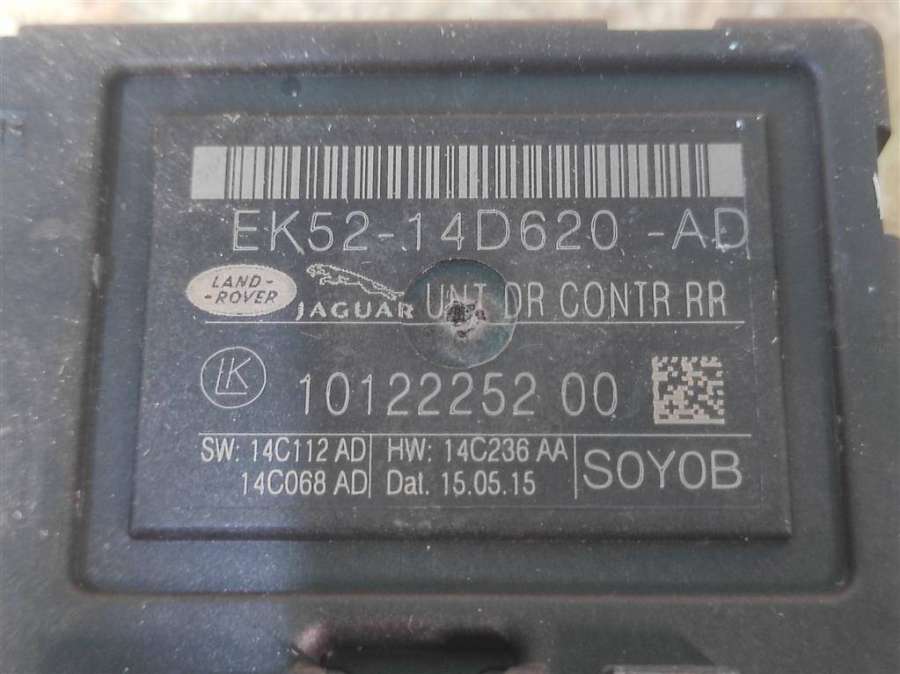 EK52-14D620 -AD
LAND-
-ROVER
JAGUAR
UNT DR CONTR RR
LK
10122252 00
SW: 14C112 AD
14C068 AD
HW: 14C236 AA
Dat. 15.05.15
SOYOB